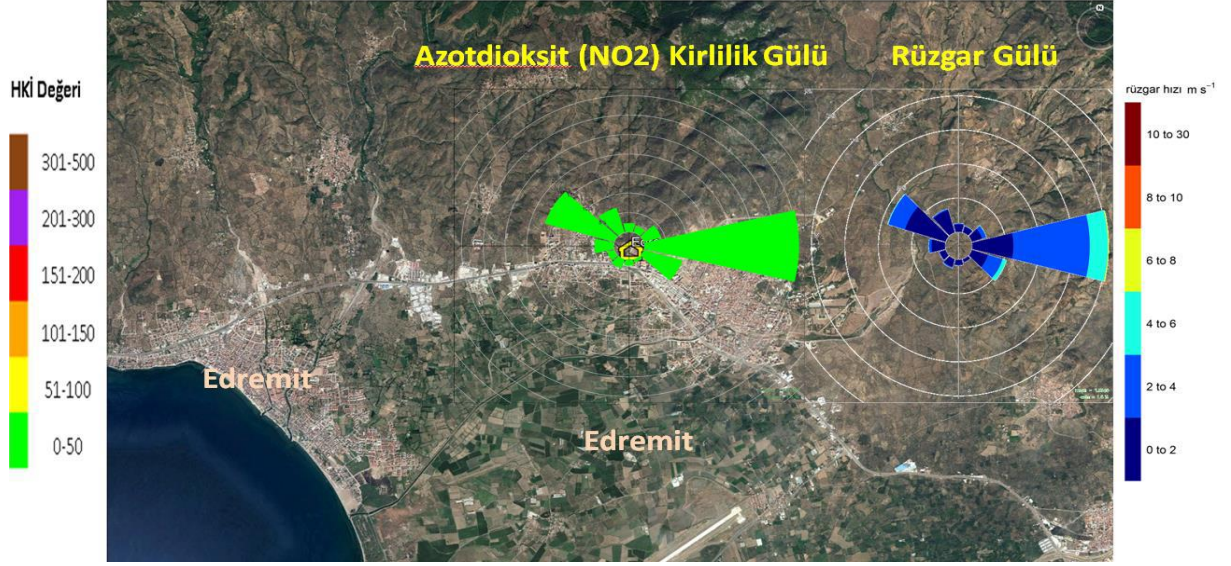 Azotdioksit (NO2) Kirlilik Gülü
Rüzgar Gülü
HKİ Değeri
301-500
201-300
151-200
101-150
51-100
0-50
rüzgar hızı m s⁻¹
10 to 30
8 to 10
6 to 8
4 to 6
2 to 4
0 to 2
Edremit
Edremit